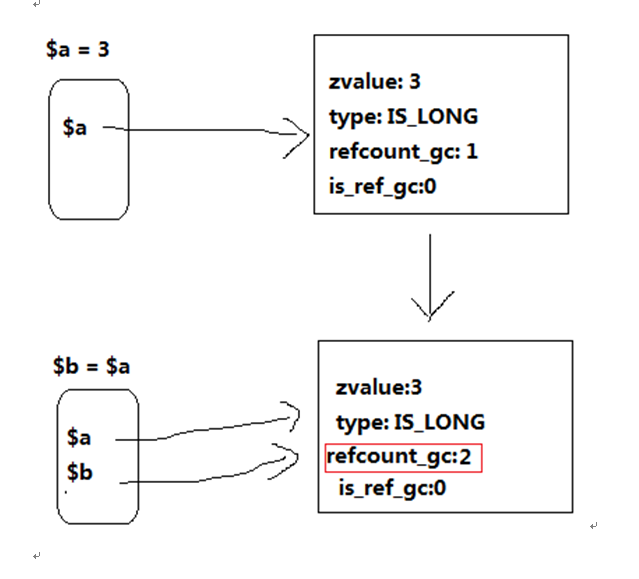 $a = 3
$a
zvalue: 3
type: IS_LONG
refcount_gc: 1
is_ref_gc:0
$b = $a
$a
$b
zvalue:3
type: IS_LONG
refcount_gc:2
is_ref_gc:0